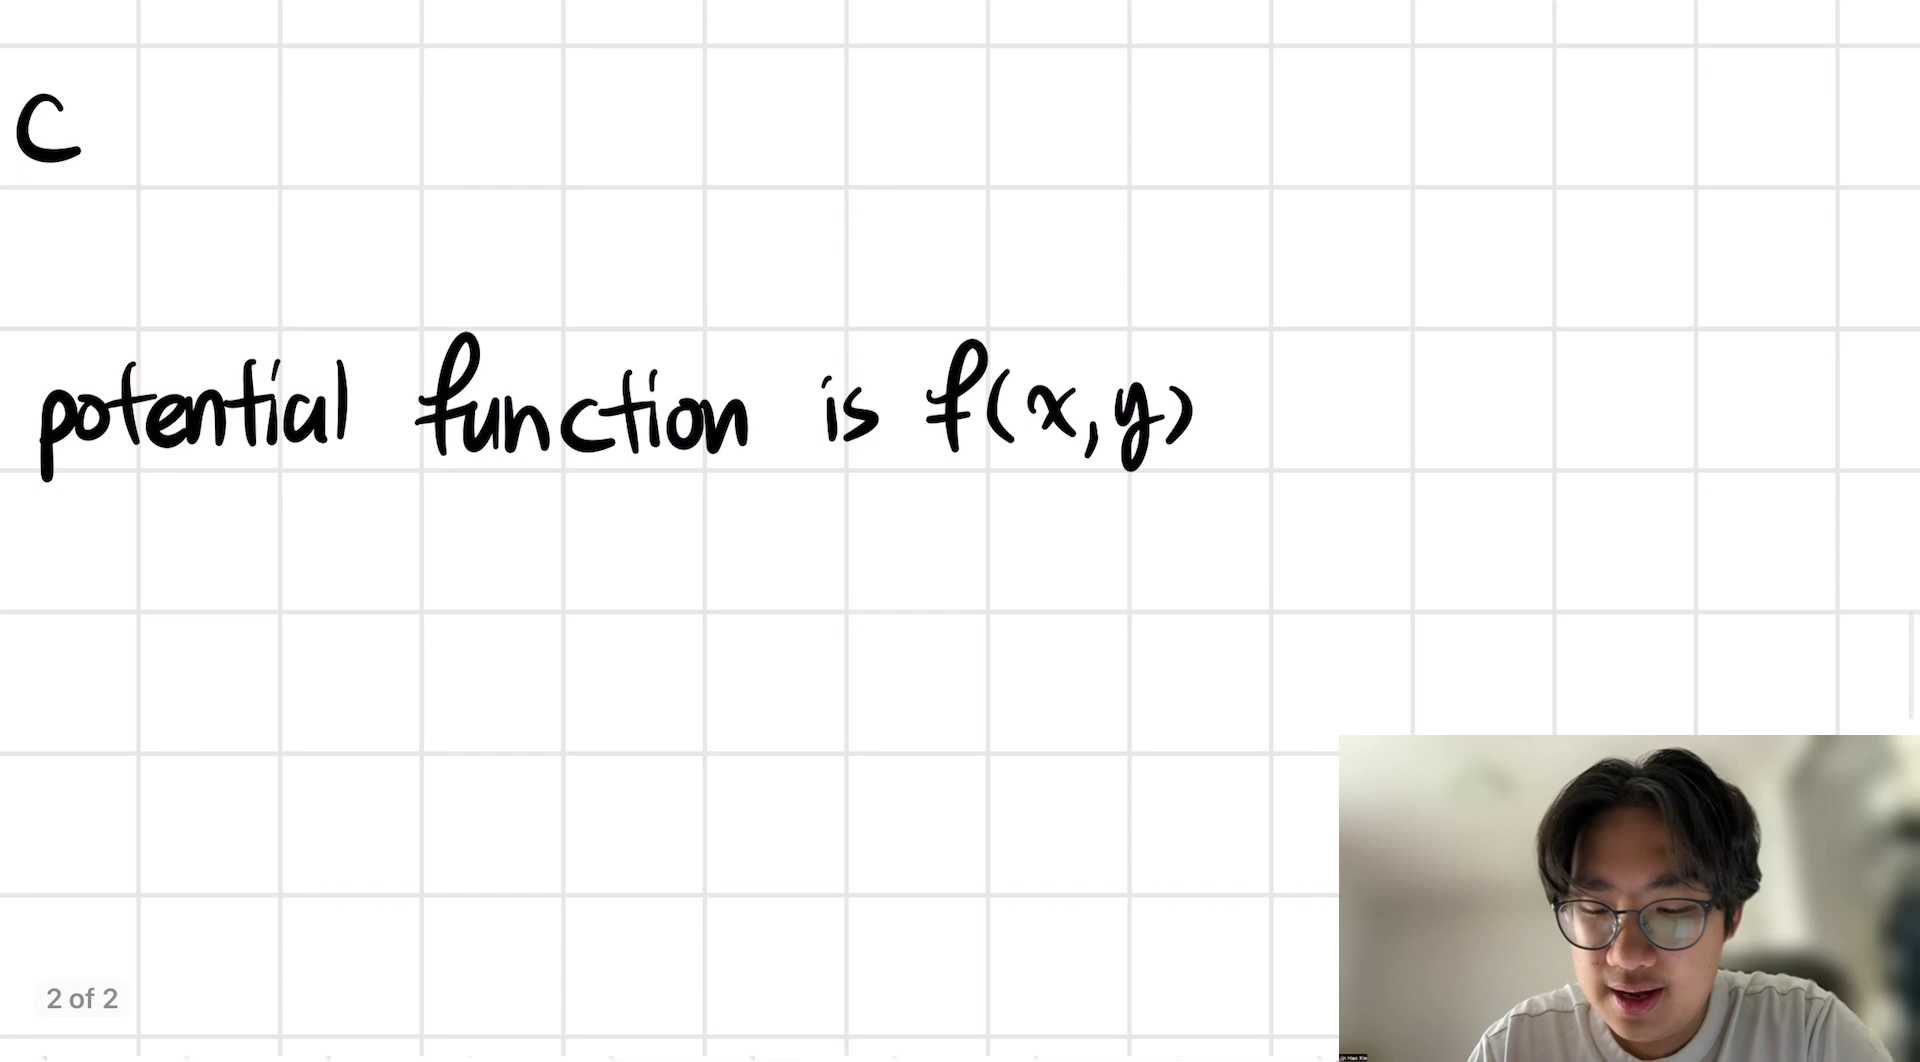 C
potential function is f(x,y)
2 of 2